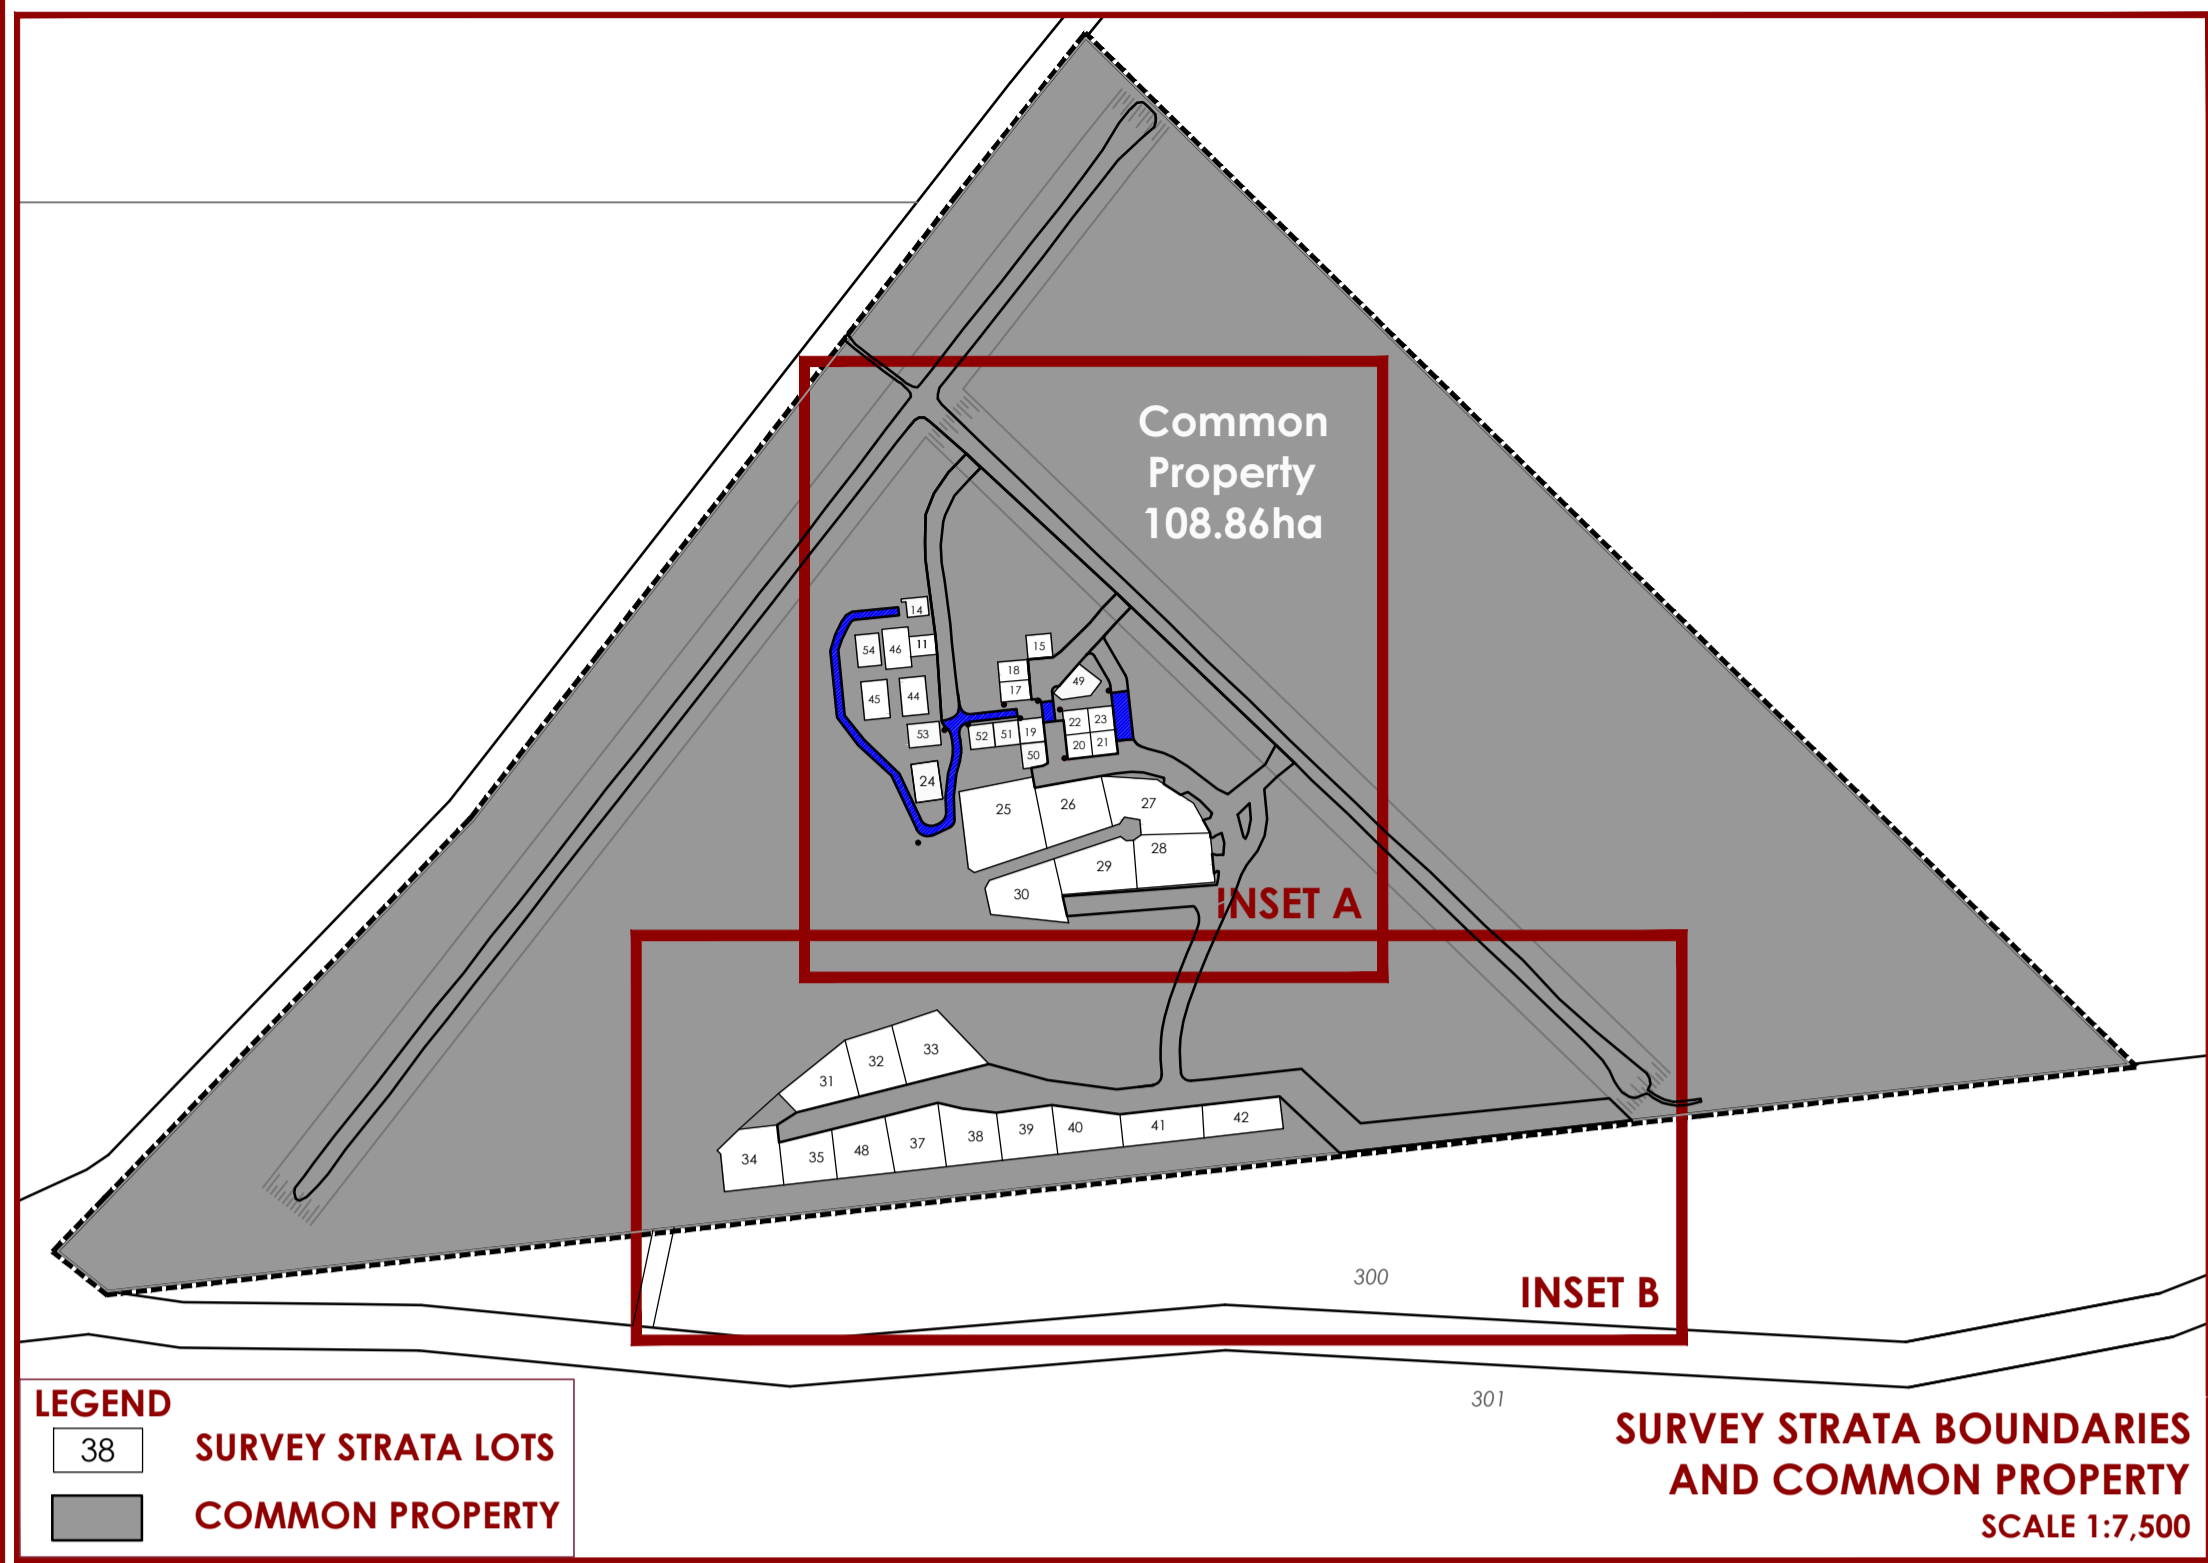 Common
Property
108.86ha
14
54 46 11
15
18
17
49
45 44
53
52 51 19
50
22 23
20 21
24
25 26 27
28
29
30
INSET A
33
32
31
42
41
40
39
38
37
48
35
34
300
INSET B
301
LEGEND
38 SURVEY STRATA LOTS
COMMON PROPERTY
SURVEY STRATA BOUNDARIES
AND COMMON PROPERTY
SCALE 1:7,500